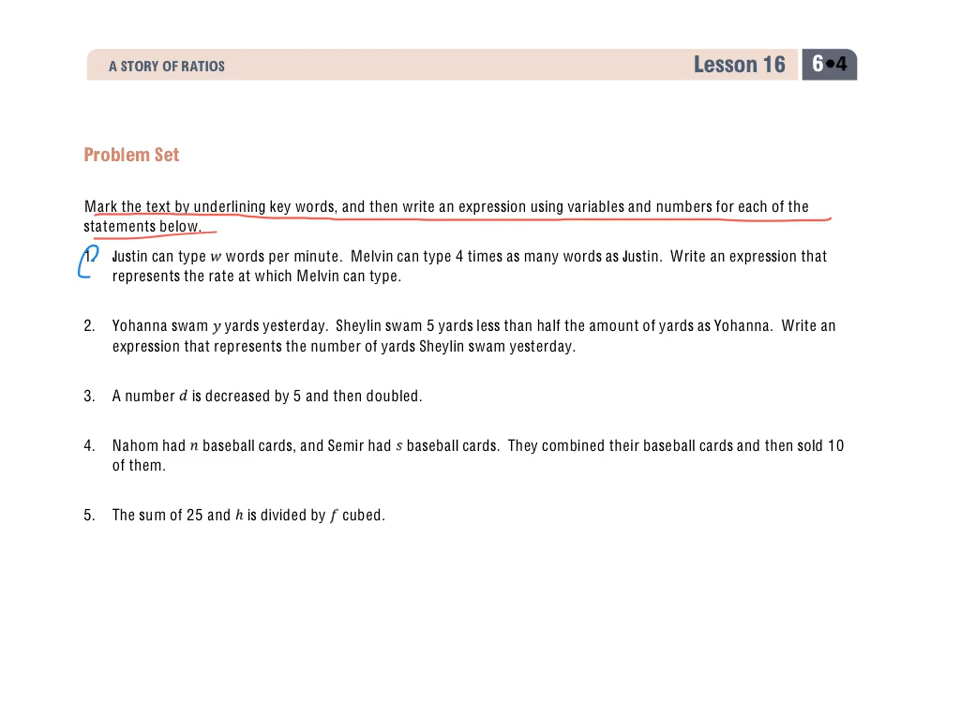 A STORY OF RATIOS
Lesson 16
6•4
Problem Set
Mark the text by underlining key words, and then write an expression using variables and numbers for each of the
statements below.
1. Justin can type w words per minute. Melvin can type 4 times as many words as Justin. Write an expression that
represents the rate at which Melvin can type.
2. Yohanna swam y yards yesterday. Sheylin swam 5 yards less than half the amount of yards as Yohanna. Write an
expression that represents the number of yards Sheylin swam yesterday.
3. A number d is decreased by 5 and then doubled.
4. Nahom had n baseball cards, and Semir had s baseball cards. They combined their baseball cards and then sold 10
of them.
5. The sum of 25 and h is divided by f cubed.